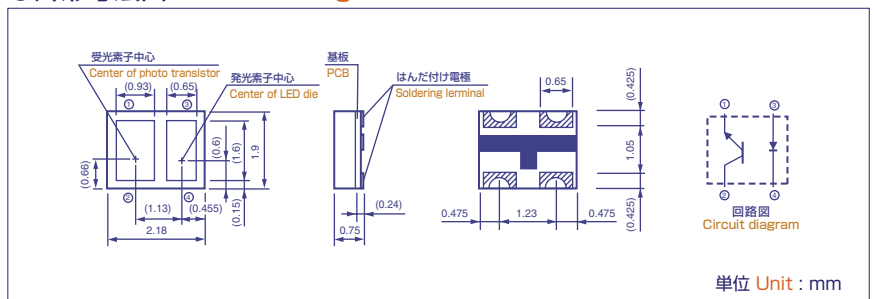 受光素子中心
Center of photo translstor
(0.93)
(0.65)
発光素子中心
Center of LED die
① ③
(0.66)
(0.6)
(1.6)
1.9
② ④
(1.13)
(0.455)
(0.15)
2.18
基板
PCB
はんだ付け電極
Soldering lerminal
(0.24)
0.75
0.65
(0.425)
1.05
(0.425)
0.475
1.23
0.475
① ③
② ④
回路図
Circuit diagram
単位 Unit : mm